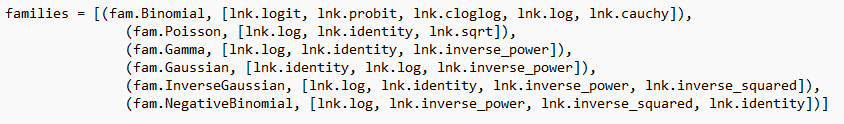 families = [(fam.Binomial, [lnk.logit, lnk.probit, lnk.cloglog, lnk.log, lnk.cauchy]),
(fam.Poisson, [lnk.log, lnk.identity, lnk.sqrt]),
(fam.Gamma, [lnk.log, lnk.identity, lnk.inverse_power]),
(fam.Gaussian, [lnk.identity, lnk.log, lnk.inverse_power]),
(fam.InverseGaussian, [lnk.log, lnk.identity, lnk.inverse_power, lnk.inverse_squared]),
(fam.NegativeBinomial, [lnk.log, lnk.inverse_power, lnk.inverse_squared, lnk.identity])]